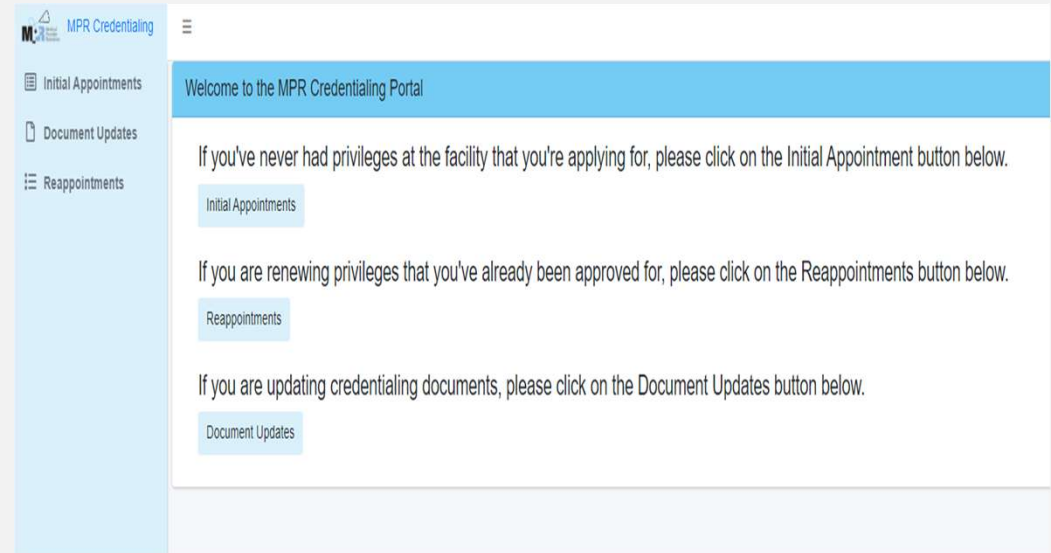 MPR Credentialing
Initial Appointments
Document Updates
Reappointments
Welcome to the MPR Credentialing Portal
If you've never had privileges at the facility that you're applying for, please click on the Initial Appointment button below.
Initial Appointments
If you are renewing privileges that you've already been approved for, please click on the Reappointments button below.
Reappointments
If you are updating credentialing documents, please click on the Document Updates button below.
Document Updates